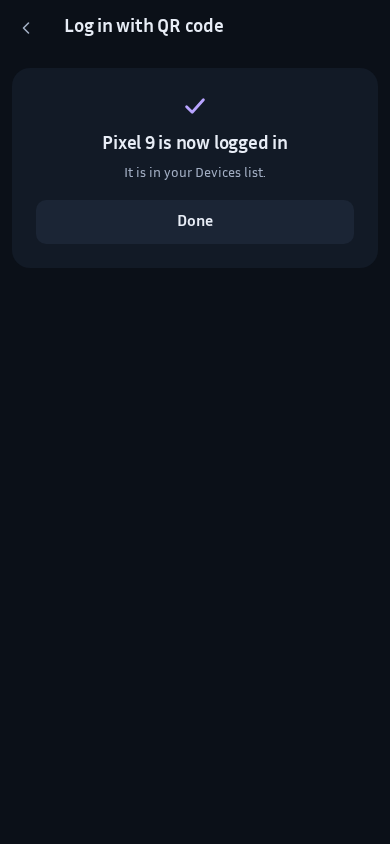 Log in with QR code
Pixel 9 is now logged in
It is in your Devices list.
Done